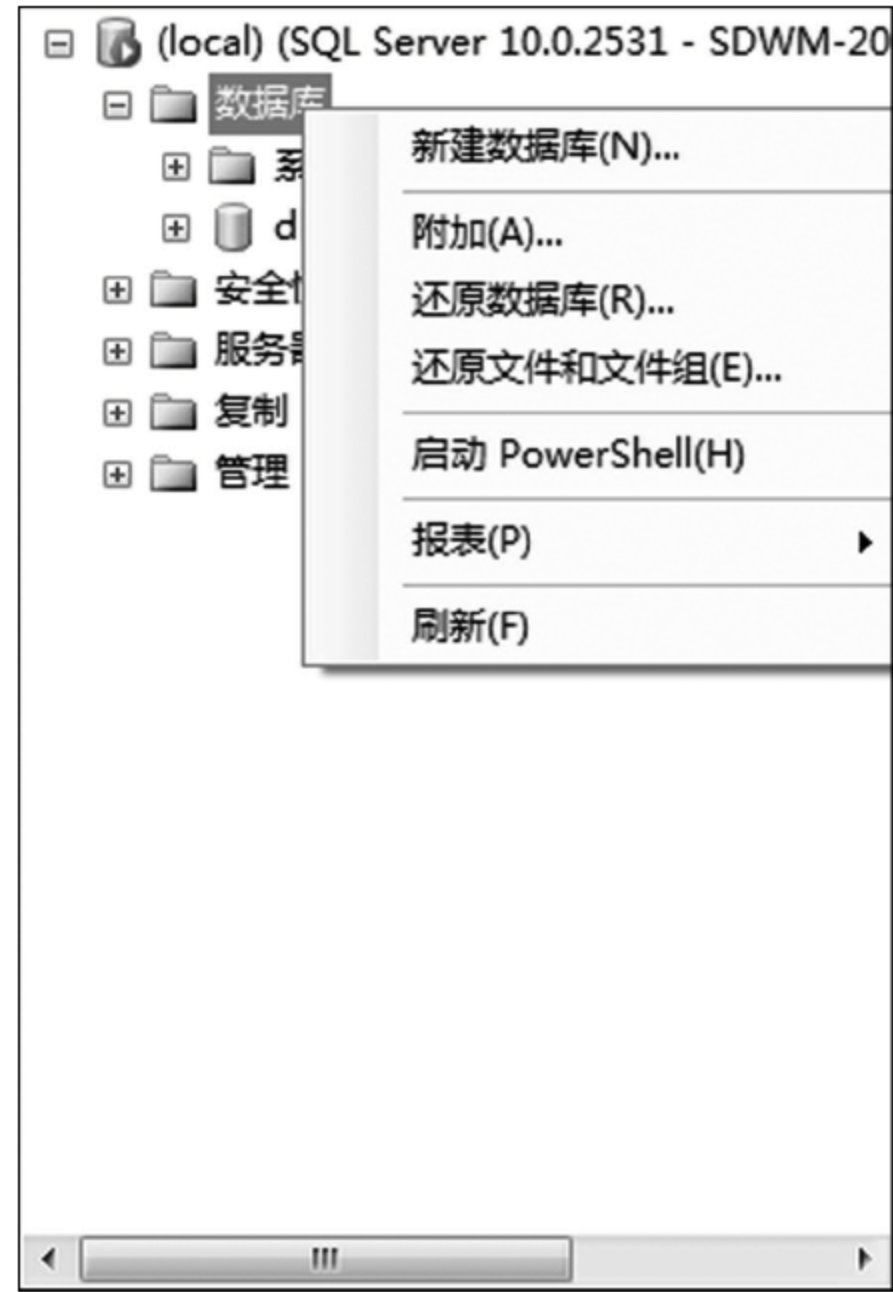 (local) (SQL Server 10.0.2531 - SDWM-20
数据库
系
d
安全
服务
复制
管理
新建数据库(N)...
附加(A)...
还原数据库(R)...
还原文件和文件组(E)...
启动 PowerShell(H)
报表(P)
刷新(F)